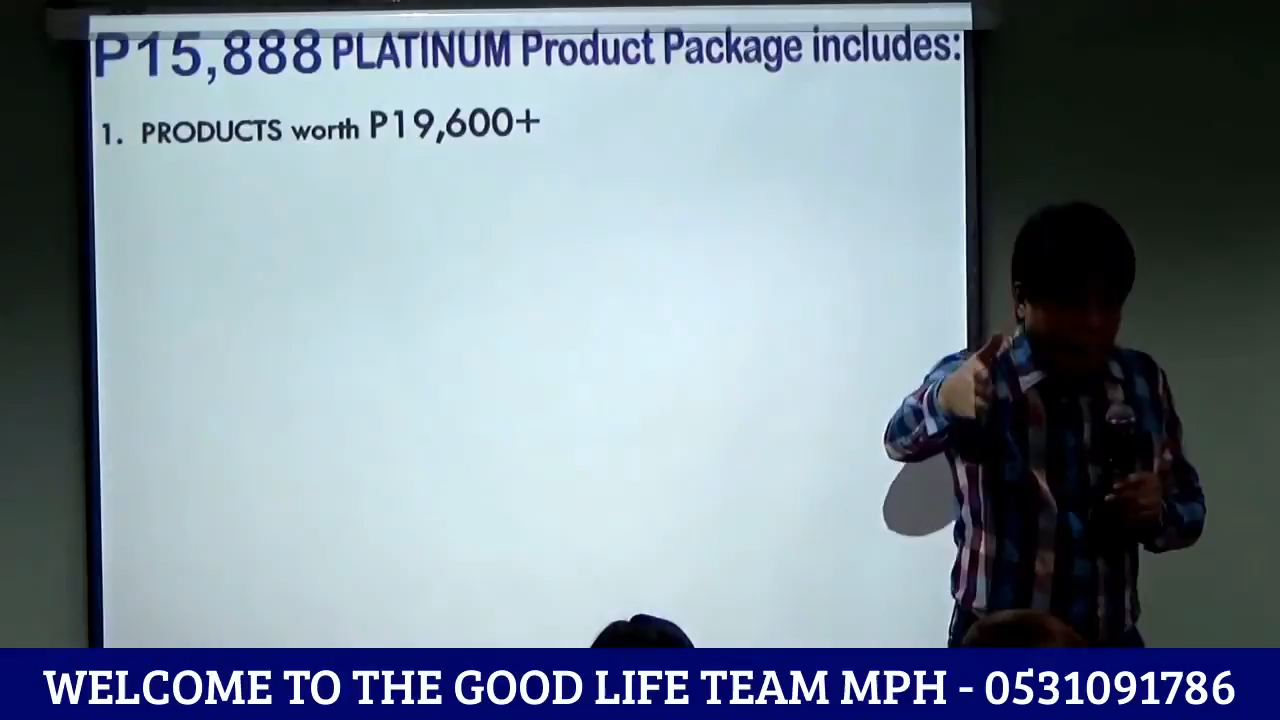 P15,888 PLATINUM Product Package includes:
1. PRODUCTS worth P19,600+
WELCOME TO THE GOOD LIFE TEAM MPH - 0531091786